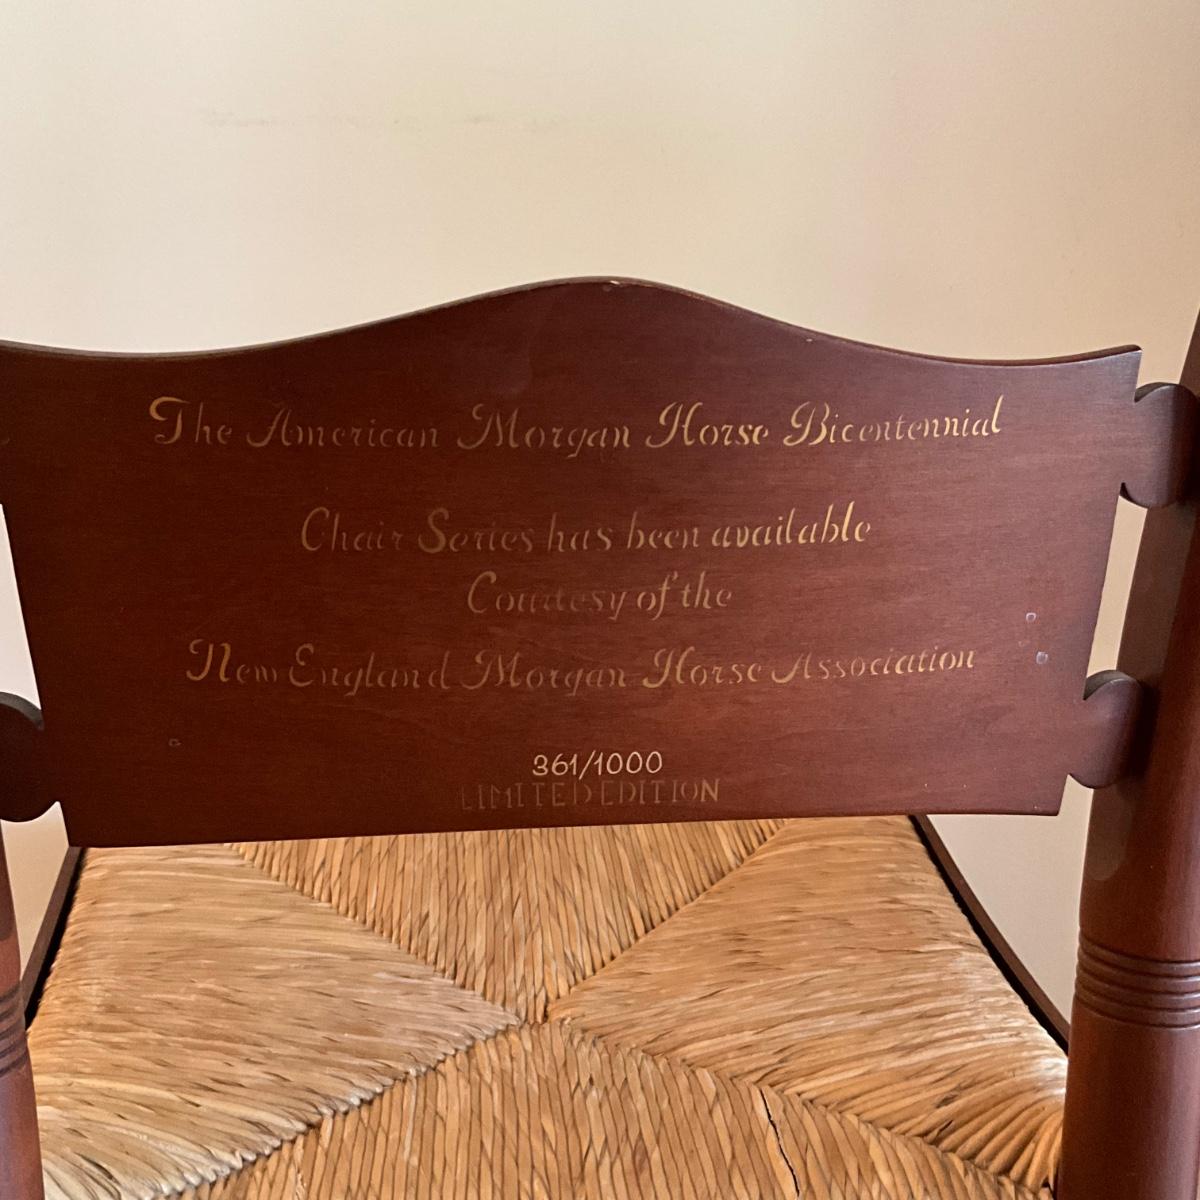 The American Morgan Horse Bicentennial
Chair Series has been available
Courtesy of the
New England Morgan Horse Association
361/1000
LIMITED EDITION